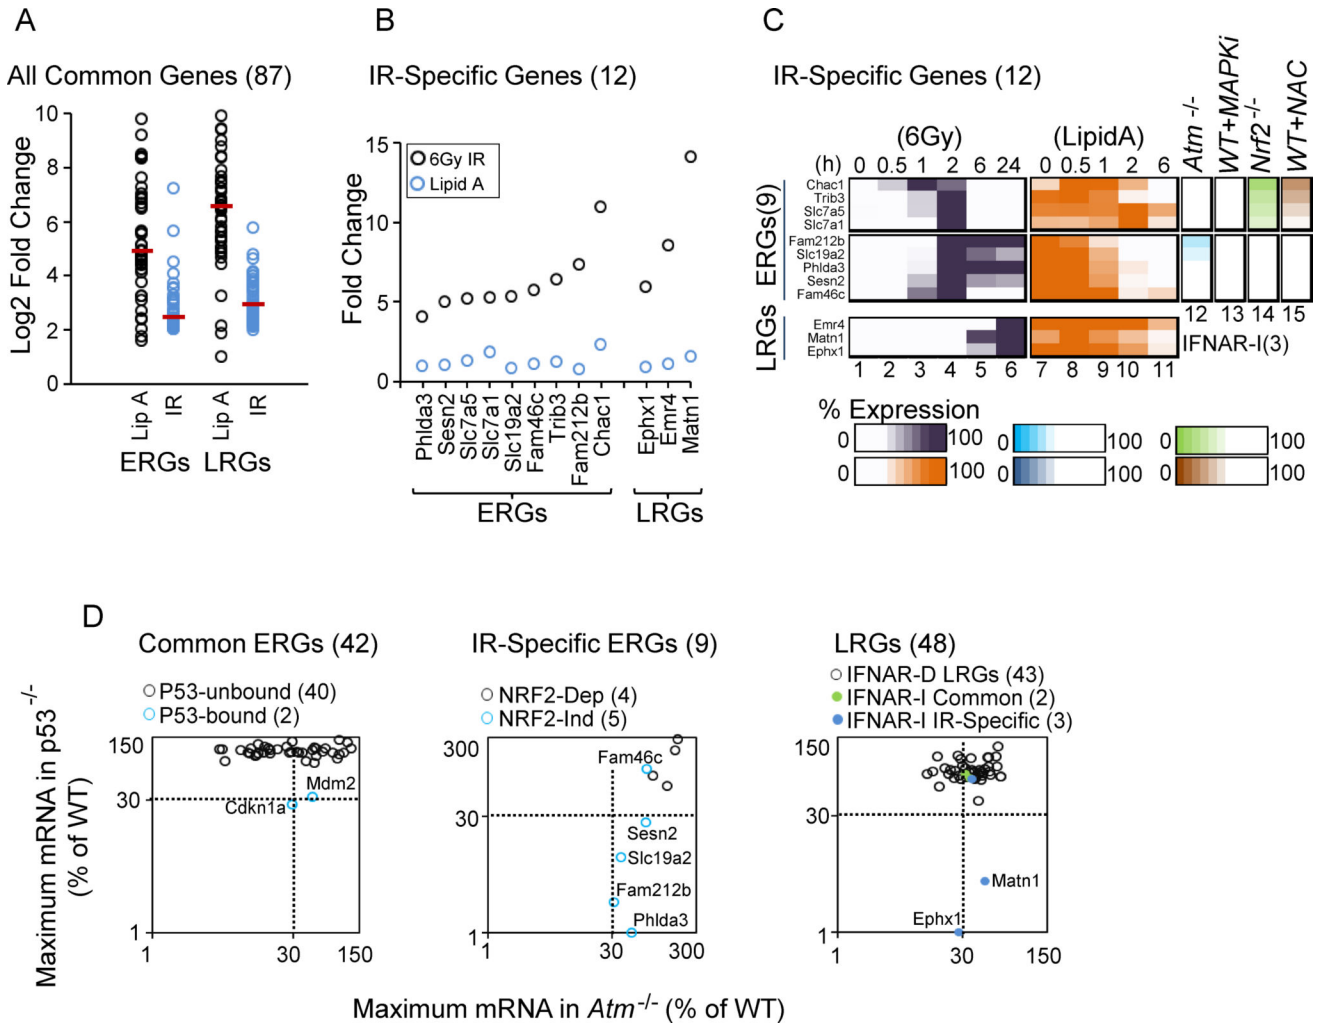 A
All Common Genes (87)
Log2 Fold Change
10
8
6
4
2
0
Lip A
IR
Lip A
IR
ERGs LRGs
B
IR-Specific Genes (12)
Fold Change
15
10
5
0
6Gy IR
Lipid A
Phlda3
Sesn2
Slc7a5
Slc7a1
Slc19a2
Fam46c
Trib3
Fam212b
Chac1
Ephx1
Emr4
Matn1
ERGs LRGs
C
IR-Specific Genes (12)
(6Gy) (LipidA)
Atm -/-
WT+MAPKi
Nrf2 -/-
WT+NAC
(h) 0 0.5 1 2 6 24 0 0.5 1 2 6
ERGs(9)
Chac1
Trib3
Slc7a5
Slc7a1
Fam212b
Slc19a2
Phlda3
Sesn2
Fam46c
12 13 14 15
LRGs
Emr4
Matn1
Ephx1
IFNAR-I(3)
1 2 3 4 5 6 7 8 9 10 11
% Expression
0 100 0 100 0 100
0 100 0 100 0 100
D
Maximum mRNA in p53-/-
(% of WT)
Common ERGs (42)
P53-unbound (40)
P53-bound (2)
150
30
1
Mdm2
Cdkn1a
1 30 150
IR-Specific ERGs (9)
NRF2-Dep (4)
NRF2-Ind (5)
300
30
1
Fam46c
Sesn2
Slc19a2
Fam212b
Phlda3
1 30 300
LRGs (48)
IFNAR-D LRGs (43)
IFNAR-I Common (2)
IFNAR-I IR-Specific (3)
150
30
1
Matn1
Ephx1
1 30 150
Maximum mRNA in Atm-/- (% of WT)